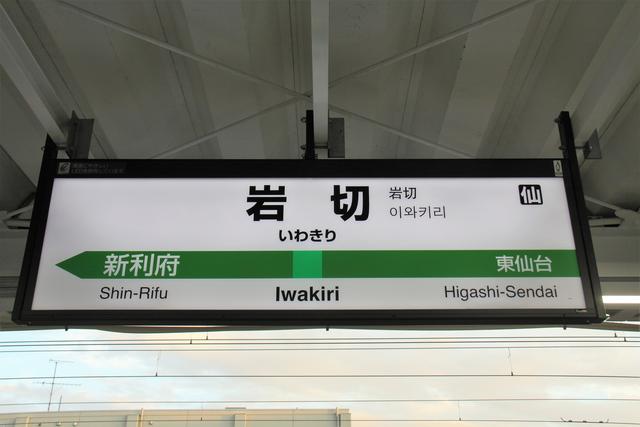 岩切
岩切
이와키리
仙
いわきり
新利府
東仙台
Shin-Rifu
Iwakiri
Higashi-Sendai